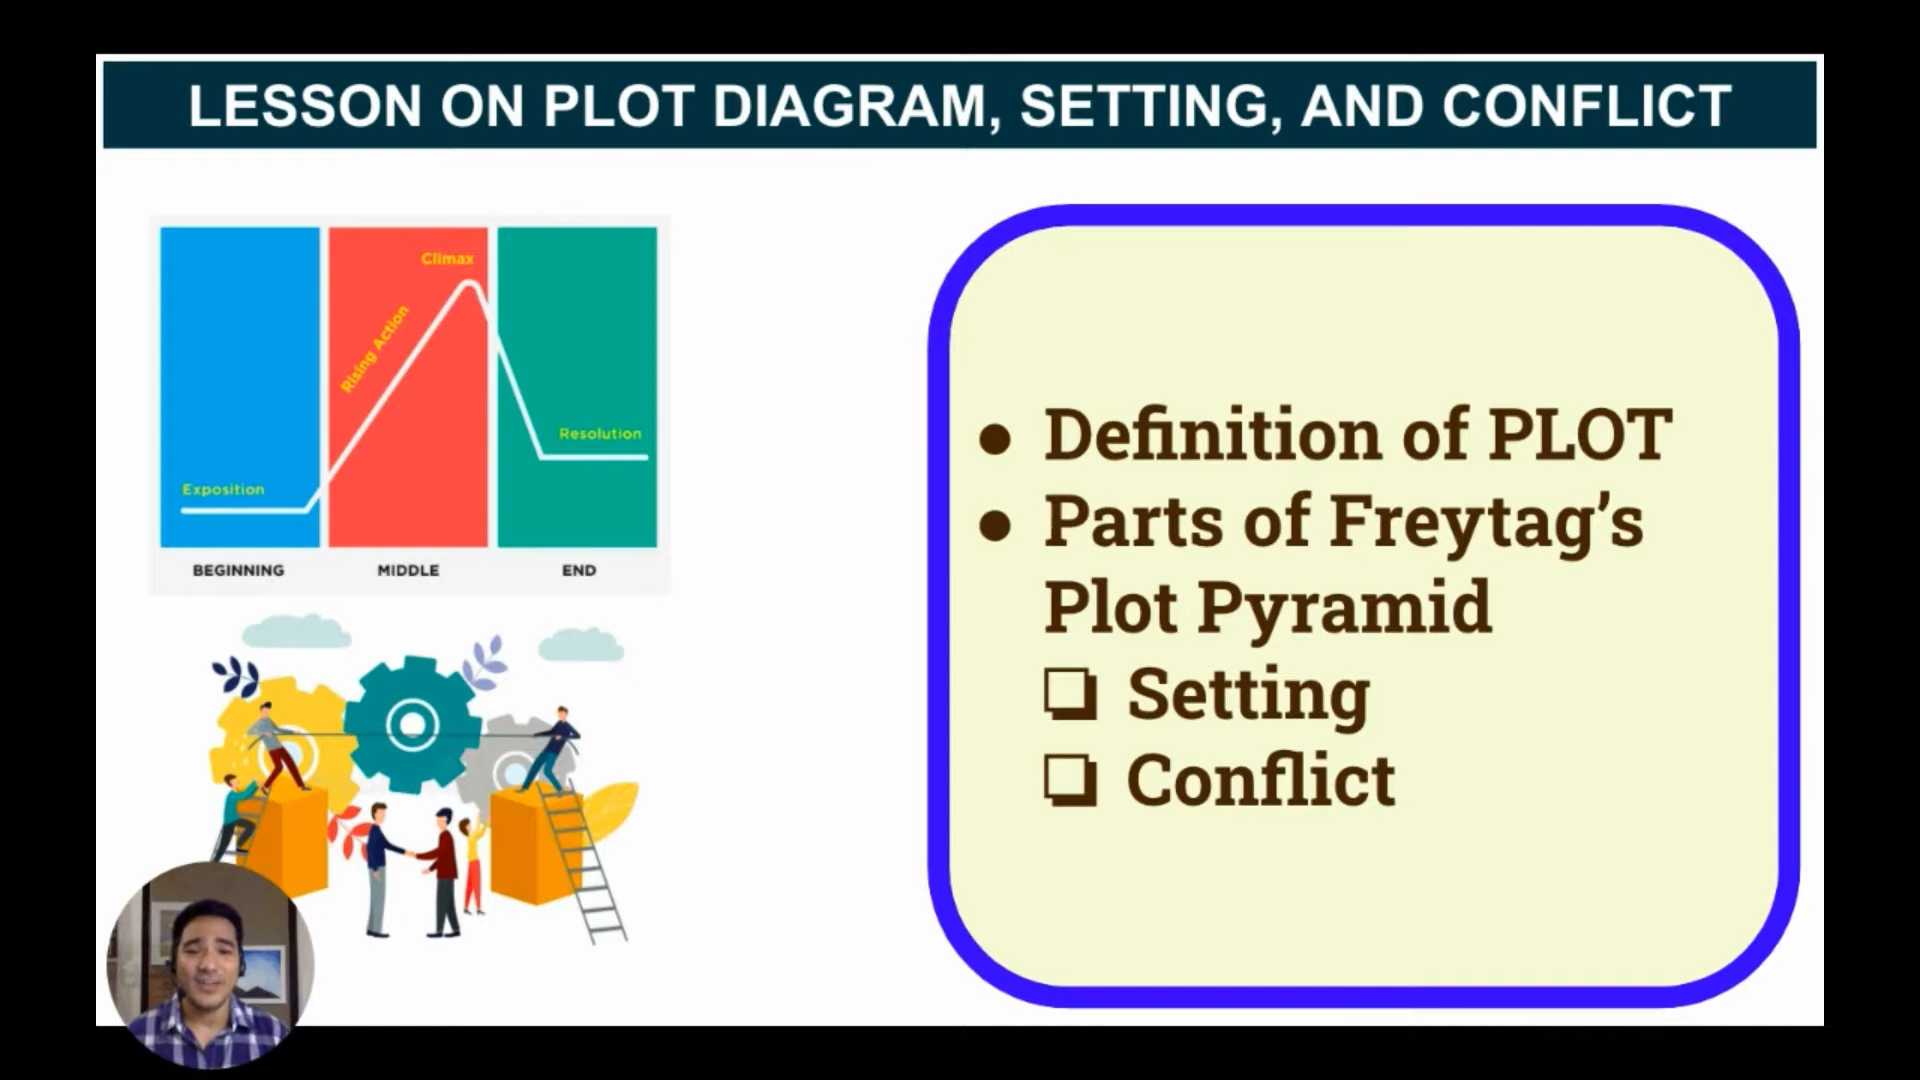 LESSON ON PLOT DIAGRAM, SETTING, AND CONFLICT
Climax
Rising Action
Resolution
Exposition
BEGINNING MIDDLE END
● Definition of PLOT
● Parts of Freytag’s
Plot Pyramid
❏ Setting
❏ Conflict